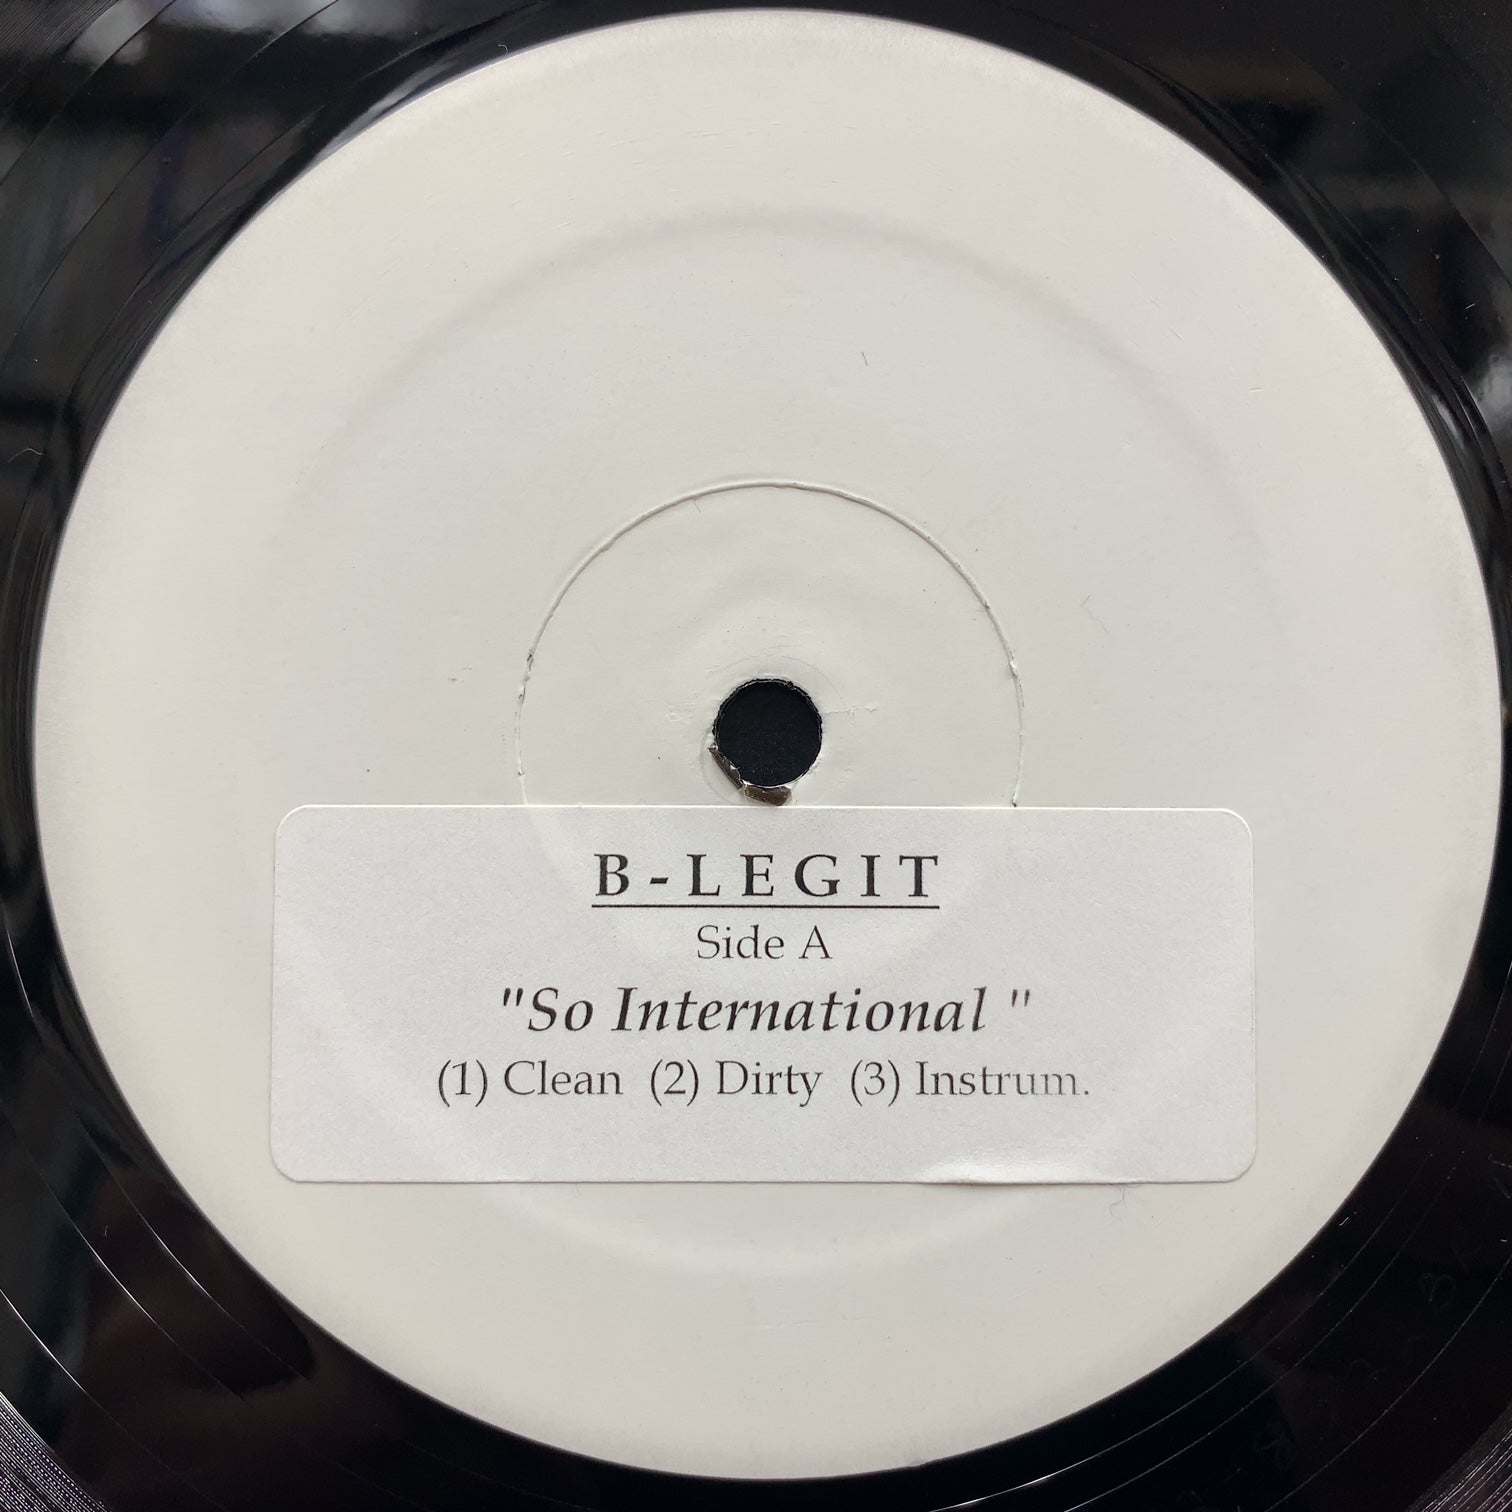 B-LEGIT
Side A
"So International "
(1) Clean (2) Dirty (3) Instrum.